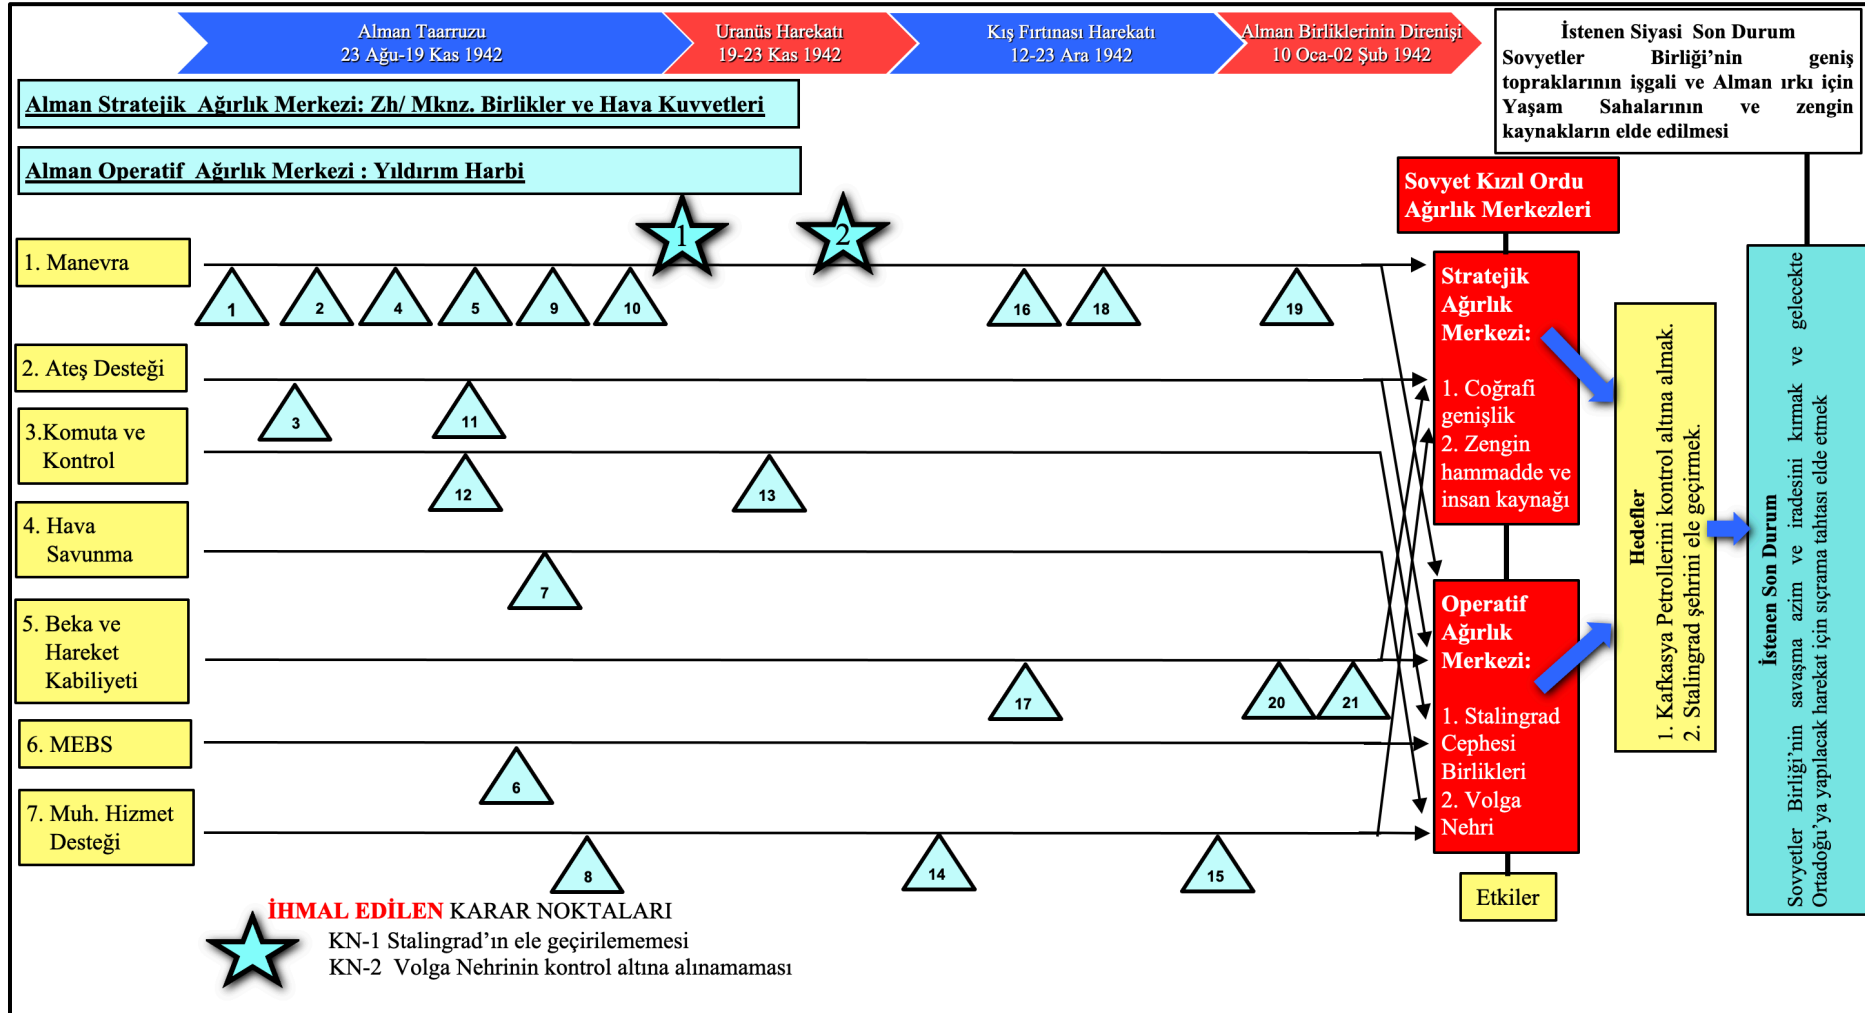 Alman Taarruzu
23 Ağu-19 Kas 1942
Uranüs Harekatı
19-23 Kas 1942
Kış Fırtınası Harekatı
12-23 Ara 1942
Alman Birliklerinin Direnişi
10 Oca-02 Şub 1942
İstenen Siyasi Son Durum
Sovyetler Birliği’nin geniş
topraklarının işgali ve Alman ırkı için
Yaşam Sahalarının ve zengin
kaynakların elde edilmesi
Alman Stratejik Ağırlık Merkezi: Zh/ Mknz. Birlikler ve Hava Kuvvetleri
Alman Operatif Ağırlık Merkezi : Yıldırım Harbi
Sovyet Kızıl Ordu
Ağırlık Merkezleri
1
2
1. Manevra
1
2
4
5
9
10
16
18
19
2. Ateş Desteği
3
11
3.Komuta ve
Kontrol
12
13
4. Hava
Savunma
7
5. Beka ve
Hareket
Kabiliyeti
17
20
21
6. MEBS
6
7. Muh. Hizmet
Desteği
8
14
15
Stratejik
Ağırlık
Merkezi:
1. Coğrafi
genişlik
2. Zengin
hammadde ve
insan kaynağı
Operatif
Ağırlık
Merkezi:
1. Stalingrad
Cephesi
Birlikleri
2. Volga
Nehri
Etkiler
Hedefler
1. Kafkasya Petrollerini kontrol altına almak.
2. Stalingrad şehrini ele geçirmek.
İstenen Son Durum
Sovyetler Birliği’nin savaşma azim ve iradesini kırmak ve gelecekte
Ortadoğu’ya yapılacak harekat için sıçrama tahtası elde etmek
İHMAL EDİLEN KARAR NOKTALARI
KN-1 Stalingrad’ın ele geçirilememesi
KN-2 Volga Nehrinin kontrol altına alınamaması